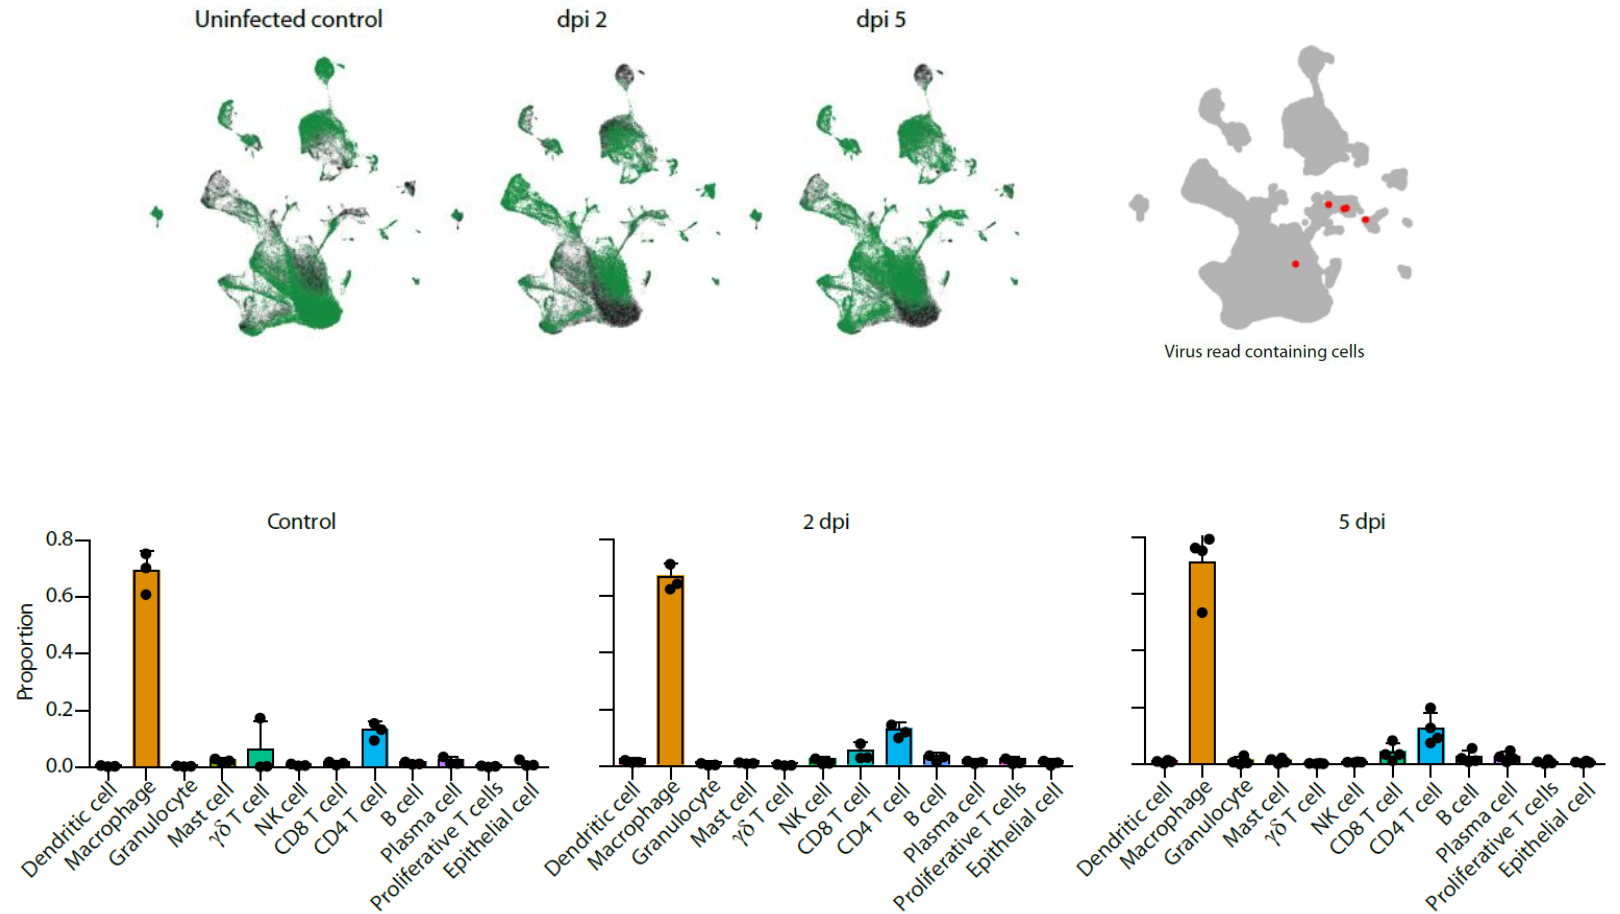 Uninfected control
dpi 2
dpi 5
Virus read containing cells
Control
2 dpi
5 dpi
Proportion
0.8
0.6
0.4
0.2
0.0
Dendritic cell
Macrophage
Granulocyte
Mast cell
γδ T cell
NK cell
CD8 T cell
CD4 T cell
B cell
Plasma cell
Proliferative T cells
Epithelial cell
Dendritic cell
Macrophage
Granulocyte
Mast cell
γδ T cell
NK cell
CD8 T cell
CD4 T cell
B cell
Plasma cell
Proliferative T cells
Epithelial cell
Dendritic cell
Macrophage
Granulocyte
Mast cell
γδ T cell
NK cell
CD8 T cell
CD4 T cell
B cell
Plasma cell
Proliferative T cells
Epithelial cell